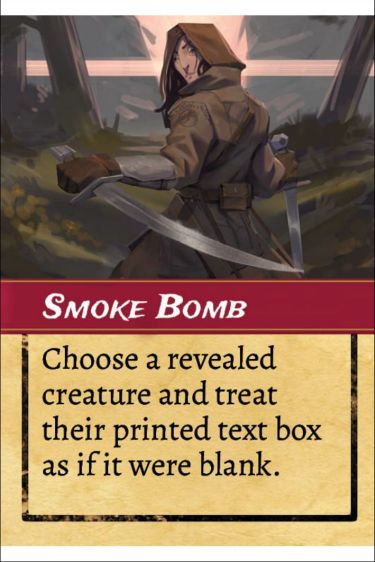 Smoke Bomb
Choose a revealed
creature and treat
their printed text box
as if it were blank.